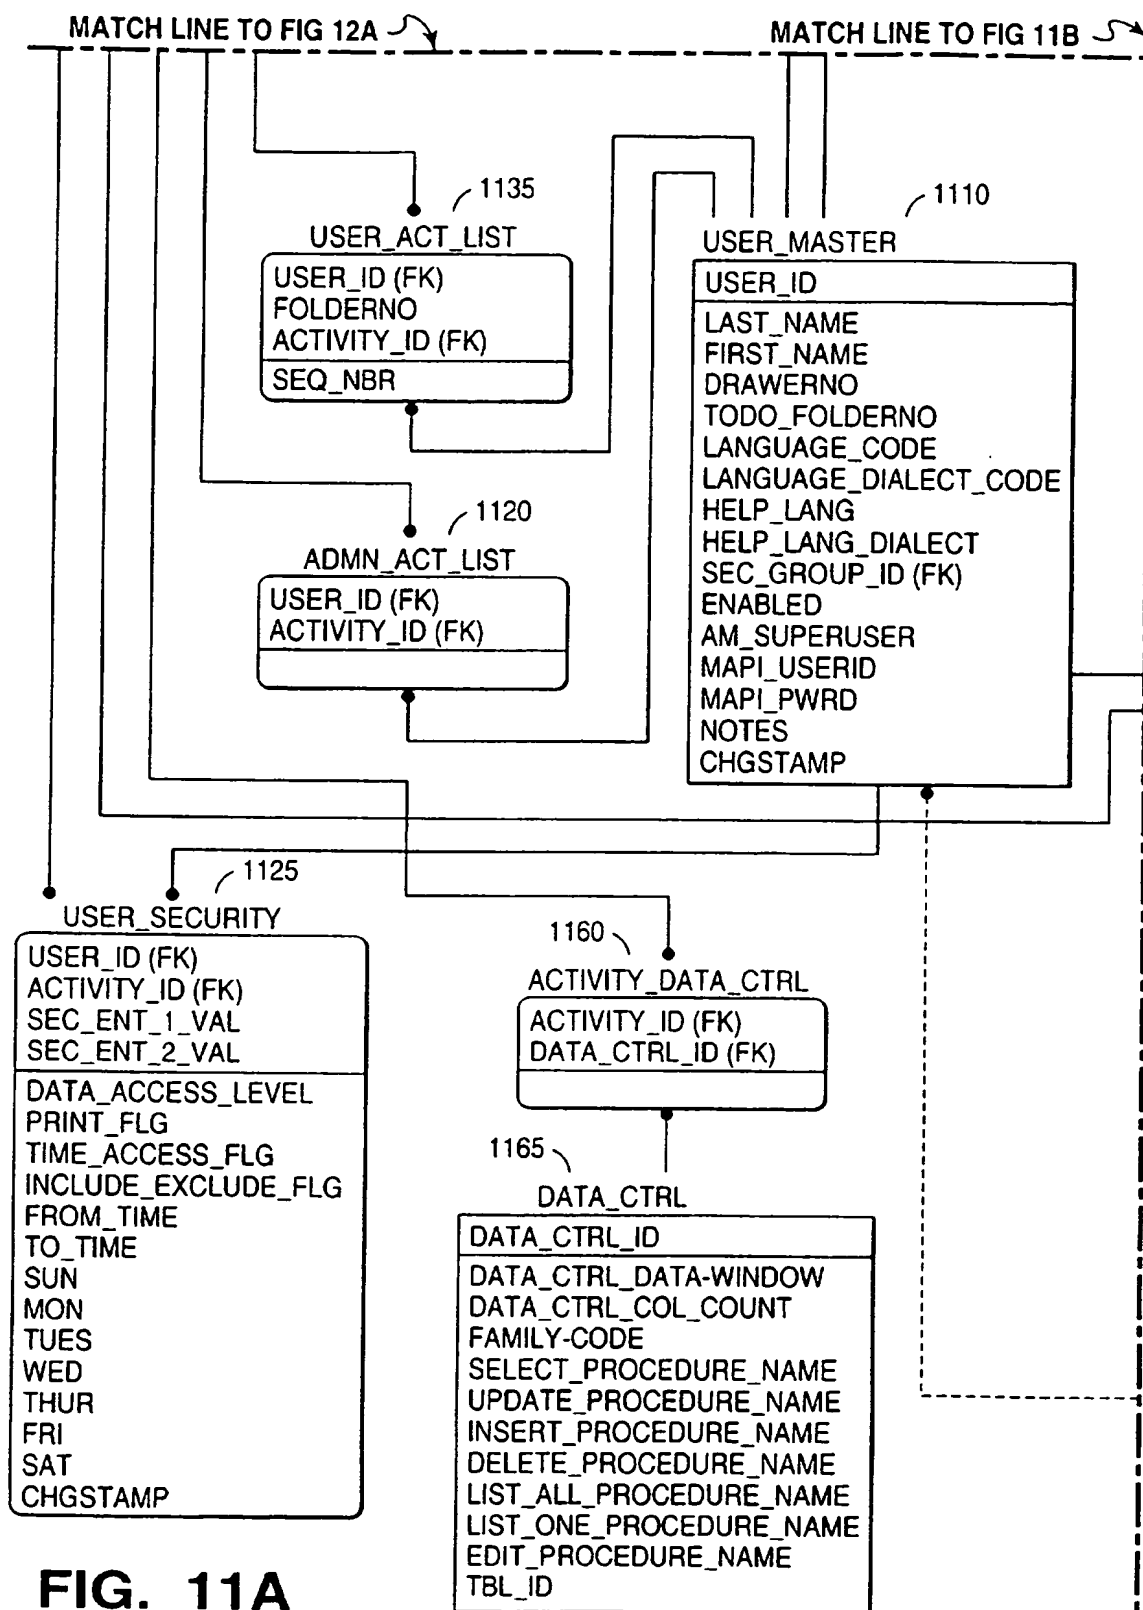 MATCH LINE TO FIG 12A
MATCH LINE TO FIG 11B
1135
USER_ACT_LIST
USER_ID (FK)
FOLDERNO
ACTIVITY_ID (FK)
SEQ_NBR
1110
USER_MASTER
USER_ID
LAST_NAME
FIRST_NAME
DRAWERNO
TODO_FOLDERNO
LANGUAGE_CODE
LANGUAGE_DIALECT_CODE
HELP_LANG
HELP_LANG_DIALECT
SEC_GROUP_ID (FK)
ENABLED
AM_SUPERUSER
MAPI_USERID
MAPI_PWRD
NOTES
CHGSTAMP
1120
ADMN_ACT_LIST
USER_ID (FK)
ACTIVITY_ID (FK)
1125
USER_SECURITY
USER_ID (FK)
ACTIVITY_ID (FK)
SEC_ENT_1_VAL
SEC_ENT_2_VAL
DATA_ACCESS_LEVEL
PRINT_FLG
TIME_ACCESS_FLG
INCLUDE_EXCLUDE_FLG
FROM_TIME
TO_TIME
SUN
MON
TUES
WED
THUR
FRI
SAT
CHGSTAMP
1160
ACTIVITY_DATA_CTRL
ACTIVITY_ID (FK)
DATA_CTRL_ID (FK)
1165
DATA_CTRL
DATA_CTRL_ID
DATA_CTRL_DATA-WINDOW
DATA_CTRL_COL_COUNT
FAMILY-CODE
SELECT_PROCEDURE_NAME
UPDATE_PROCEDURE_NAME
INSERT_PROCEDURE_NAME
DELETE_PROCEDURE_NAME
LIST_ALL_PROCEDURE_NAME
LIST_ONE_PROCEDURE_NAME
EDIT_PROCEDURE_NAME
TBL_ID
FIG. 11A